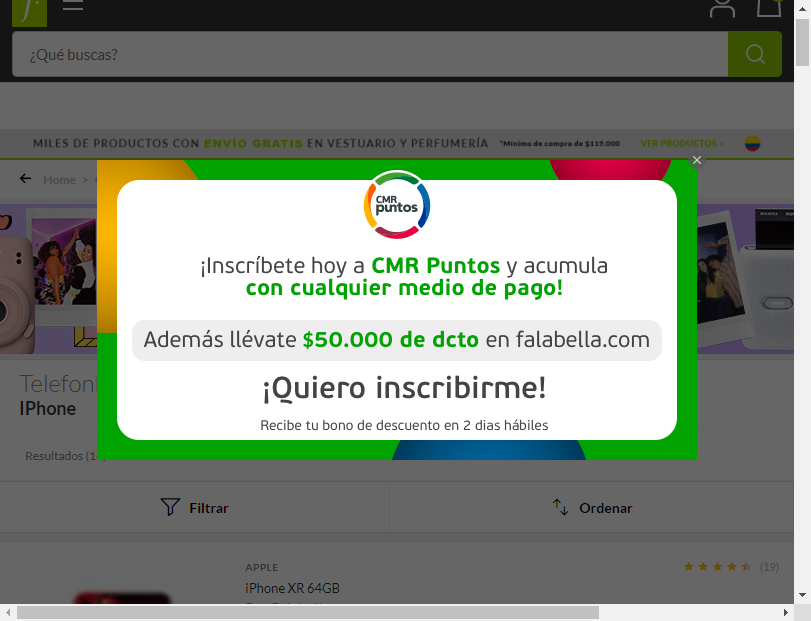 ¿Qué buscas?
MILES DE PRODUCTOS CON ENVÍO GRATIS EN VESTUARIO Y PERFUMERÍA *Mínimo de compra de $119.000 VER PRODUCTOS »
Home >
CMR
puntos
¡Inscríbete hoy a CMR Puntos y acumula
con cualquier medio de pago!
Además llévate $50.000 de dcto en falabella.com
¡Quiero inscribirme!
Recibe tu bono de descuento en 2 dias hábiles
IPhone
Resultados
Filtrar
Ordenar
APPLE
(19)
iPhone XR 64GB